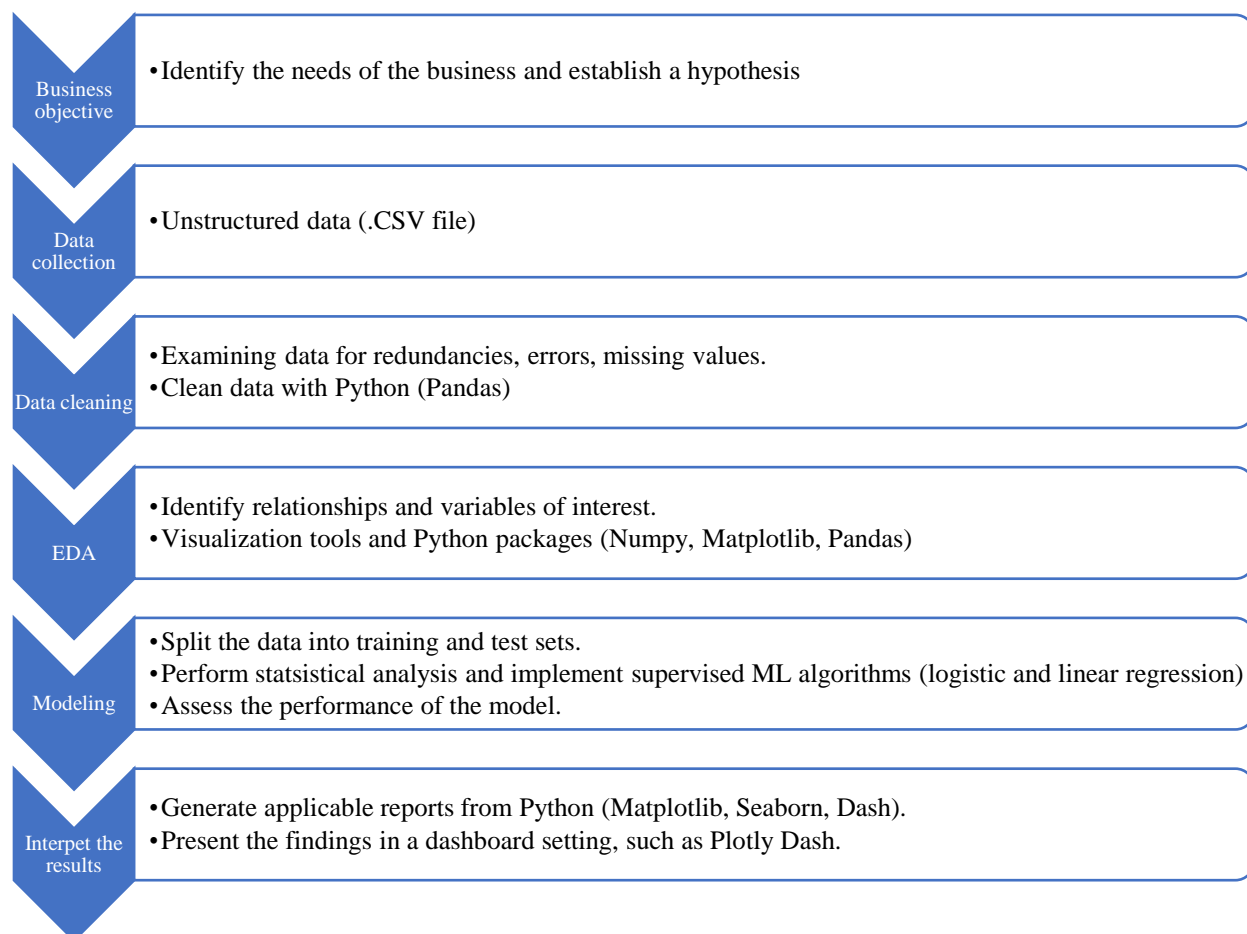 Business
objective
•Identify the needs of the business and establish a hypothesis
Data
collection
•Unstructured data (.CSV file)
Data cleaning
•Examining data for redundancies, errors, missing values.
•Clean data with Python (Pandas)
EDA
•Identify relationships and variables of interest.
•Visualization tools and Python packages (Numpy, Matplotlib, Pandas)
Modeling
•Split the data into training and test sets.
•Perform statsistical analysis and implement supervised ML algorithms (logistic and linear regression)
•Assess the performance of the model.
Interpet the
results
•Generate applicable reports from Python (Matplotlib, Seaborn, Dash).
•Present the findings in a dashboard setting, such as Plotly Dash.